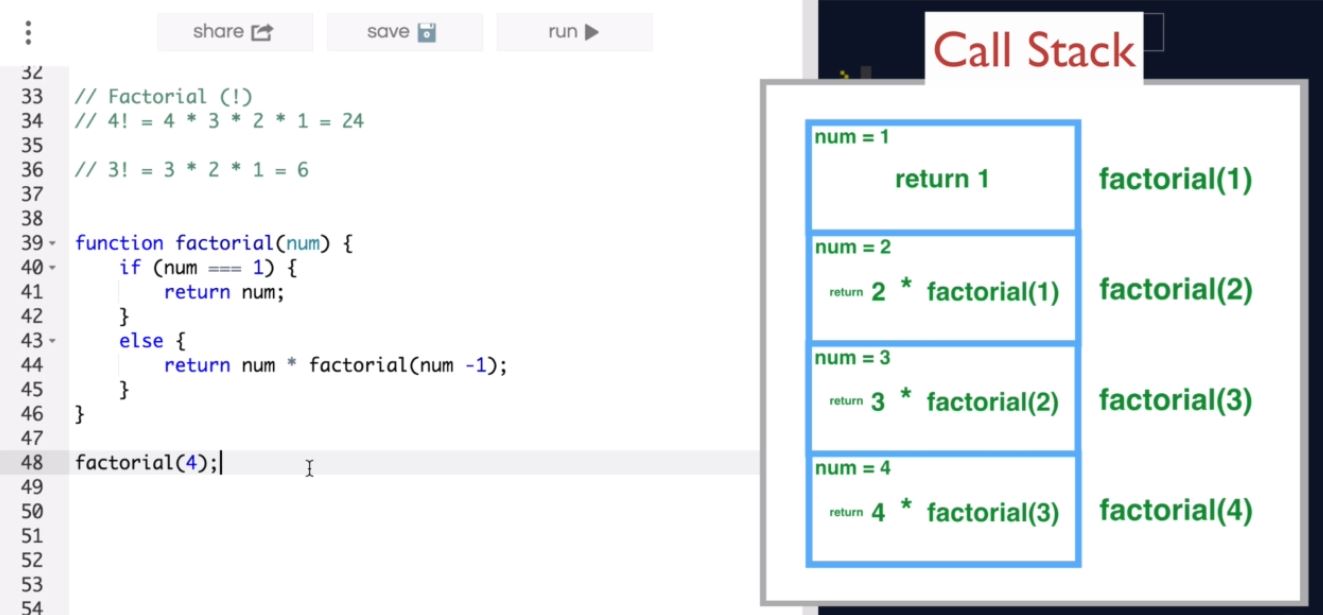 share
save
run
32
33 // Factorial (!)
34 // 4! = 4 * 3 * 2 * 1 = 24
35
36 // 3! = 3 * 2 * 1 = 6
37
38
39 function factorial(num) {
40 if (num === 1) {
41 return num;
42 }
43 else {
44 return num * factorial(num -1);
45 }
46 }
47
48 factorial(4);
49
50
51
52
53
54
Call Stack
num = 1
return 1 factorial(1)
num = 2
return 2 * factorial(1) factorial(2)
num = 3
return 3 * factorial(2) factorial(3)
num = 4
return 4 * factorial(3) factorial(4)